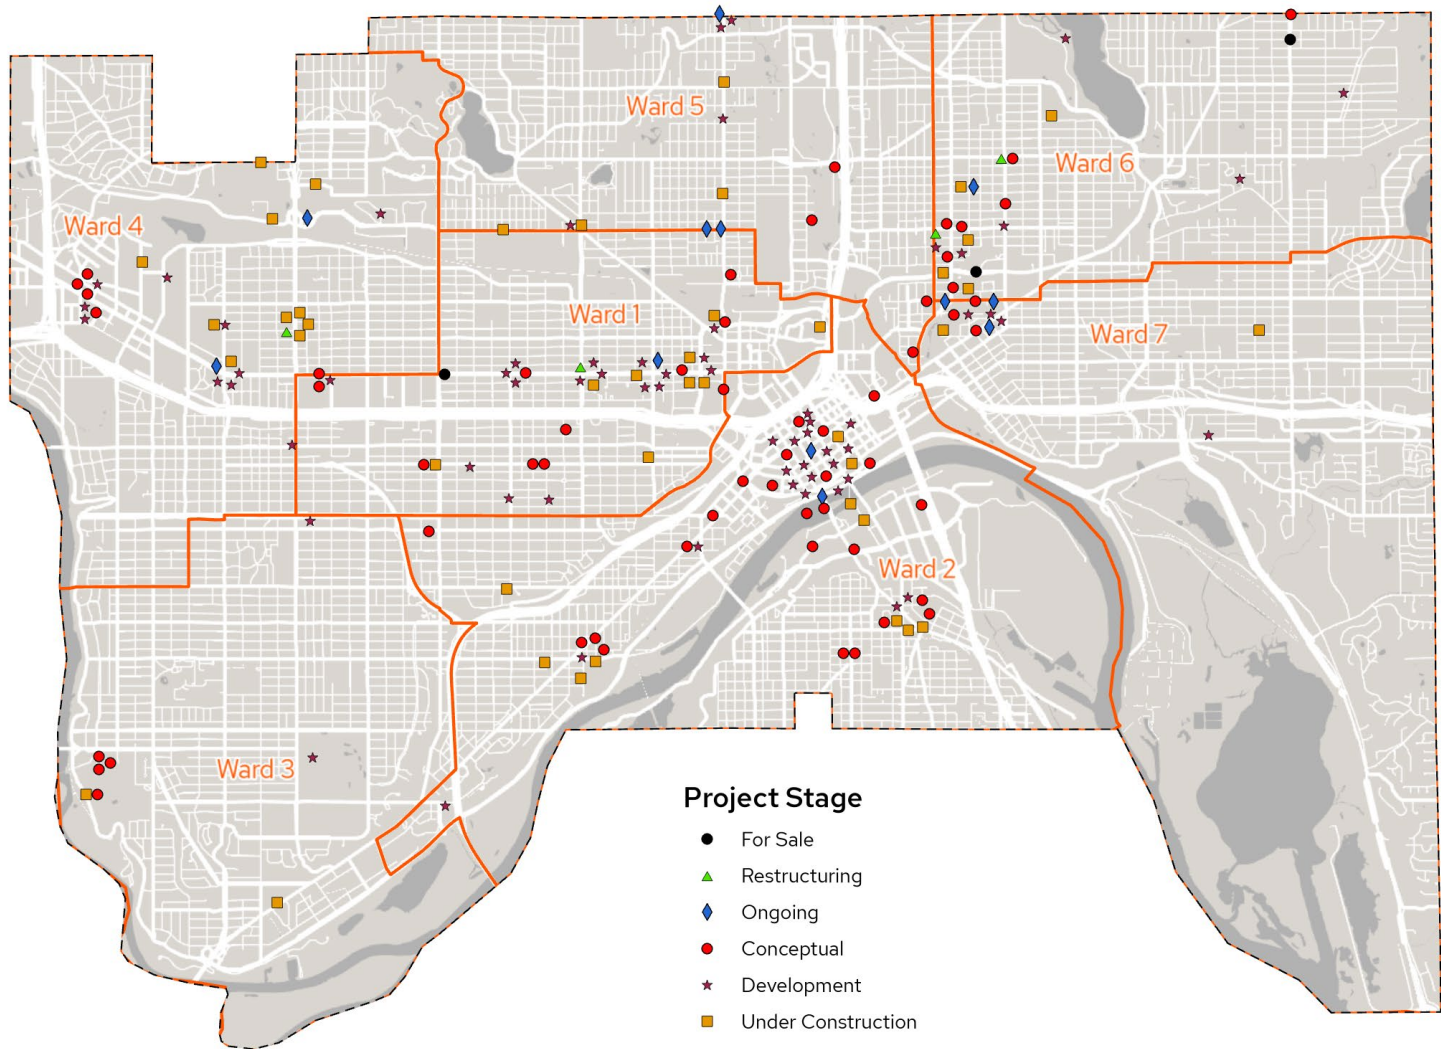 Ward 5
Ward 6
Ward 4
Ward 1
Ward 7
Ward 2
Ward 3
Project Stage
For Sale
Restructuring
Ongoing
Conceptual
Development
Under Construction